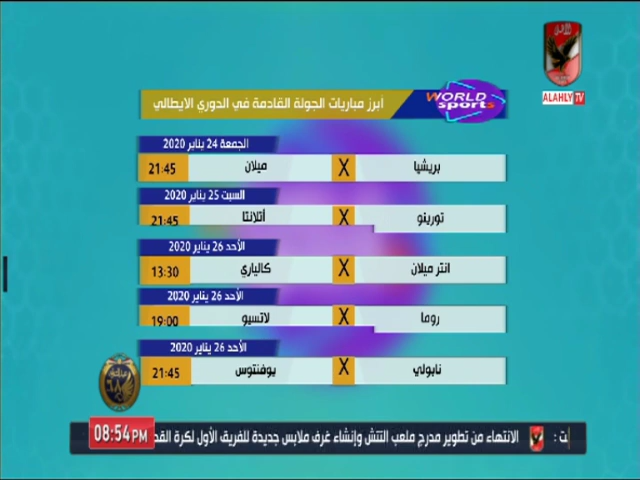 ALAHLY TV
WORLD sports
أبرز مباريات الجولة القادمة في الدوري الايطالي
الجمعة 24 يناير 2020
بريشيا X ميلان 21:45
السبت 25 يناير 2020
تورينو X أتلانتا 21:45
الأحد 26 يناير 2020
انتر ميلان X كالياري 13:30
الأحد 26 يناير 2020
روما X لاتسيو 19:00
الأحد 26 يناير 2020
نابولي X يوفنتوس 21:45
الانتهاء من تطوير مدرج ملعب التتش وإنشاء غرف ملابس جديدة للفريق الأول لكرة
08:54 PM